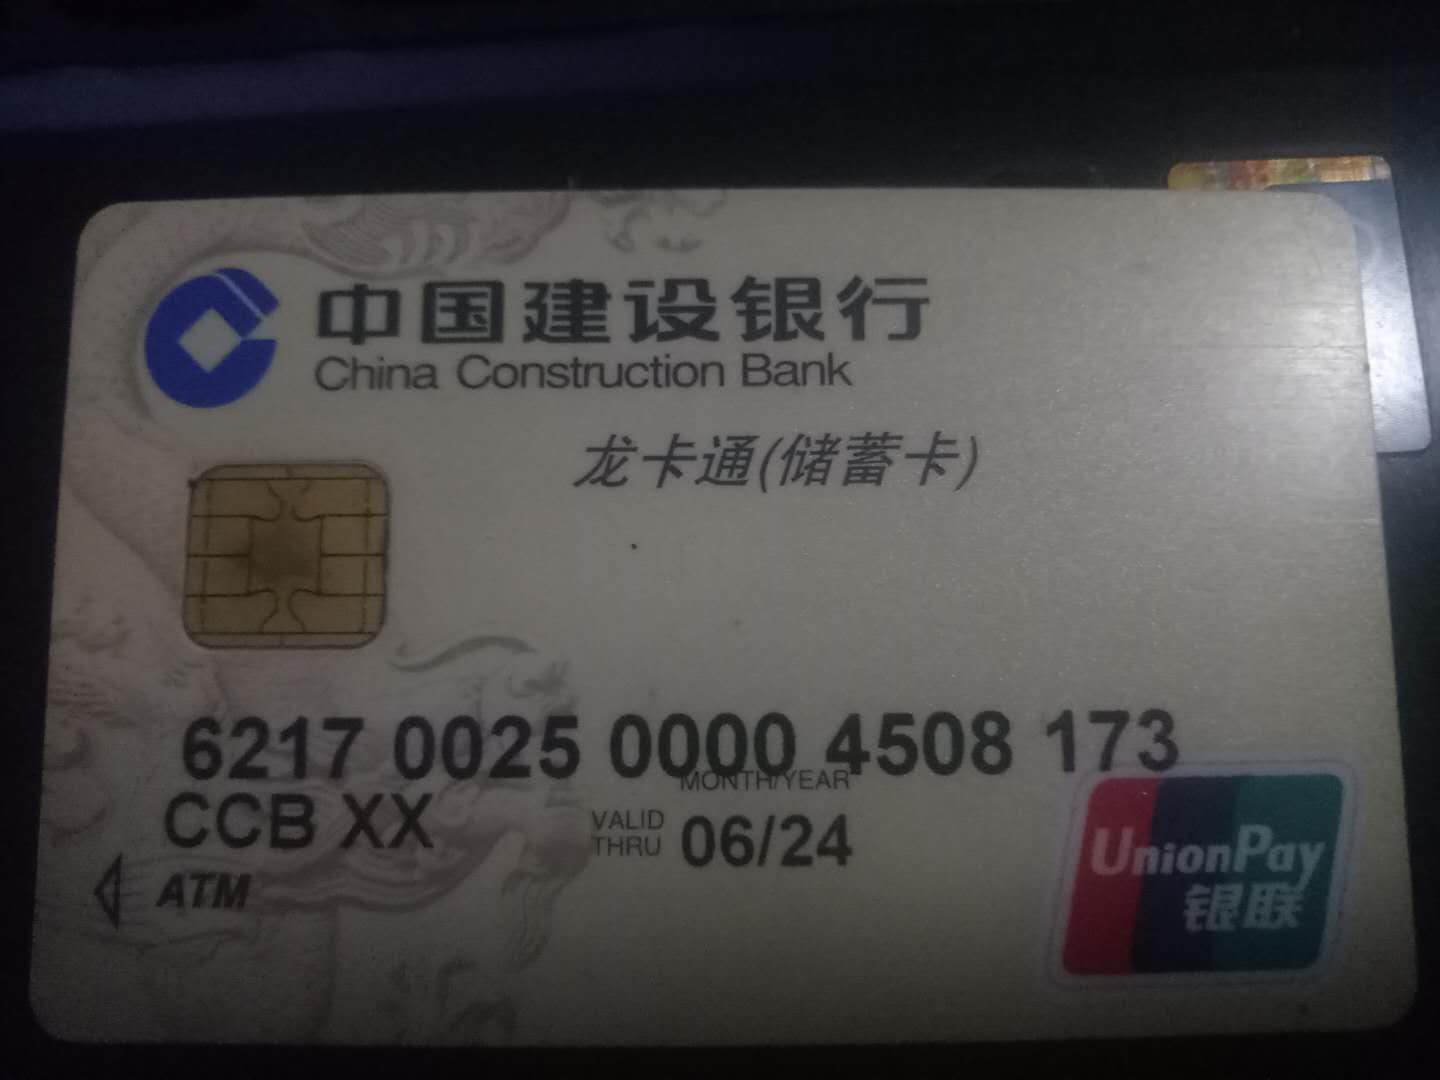 中国建设银行
China Construction Bank
龙卡通(储蓄卡)
6217 0025 0000 4508 173
MONTH/YEAR
CCB XX
VALID
THRU
06/24
ATM
UnionPay
银联